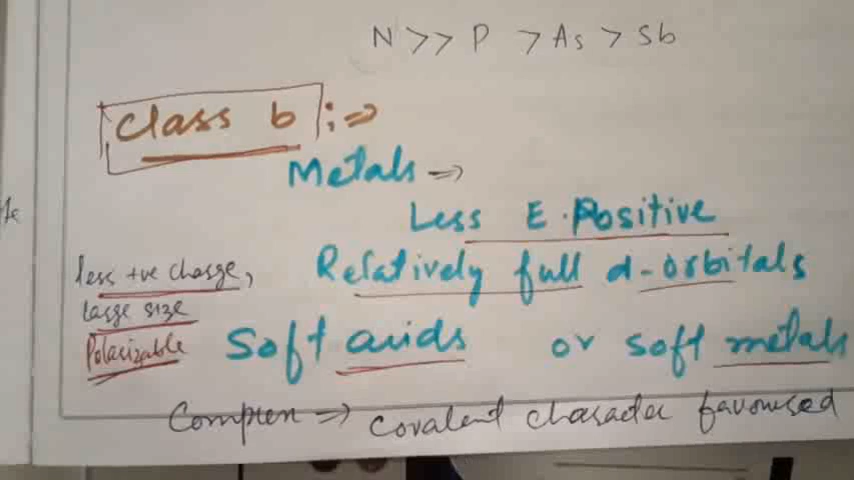 N >> P > As > Sb
Class b :⇒
Metals ⇒
Less E.Positive
Relatively full d-orbitals
less +ve charge,
large size
Polarizable
Soft acids or soft metals
Complex ⇒ covalent character favoured